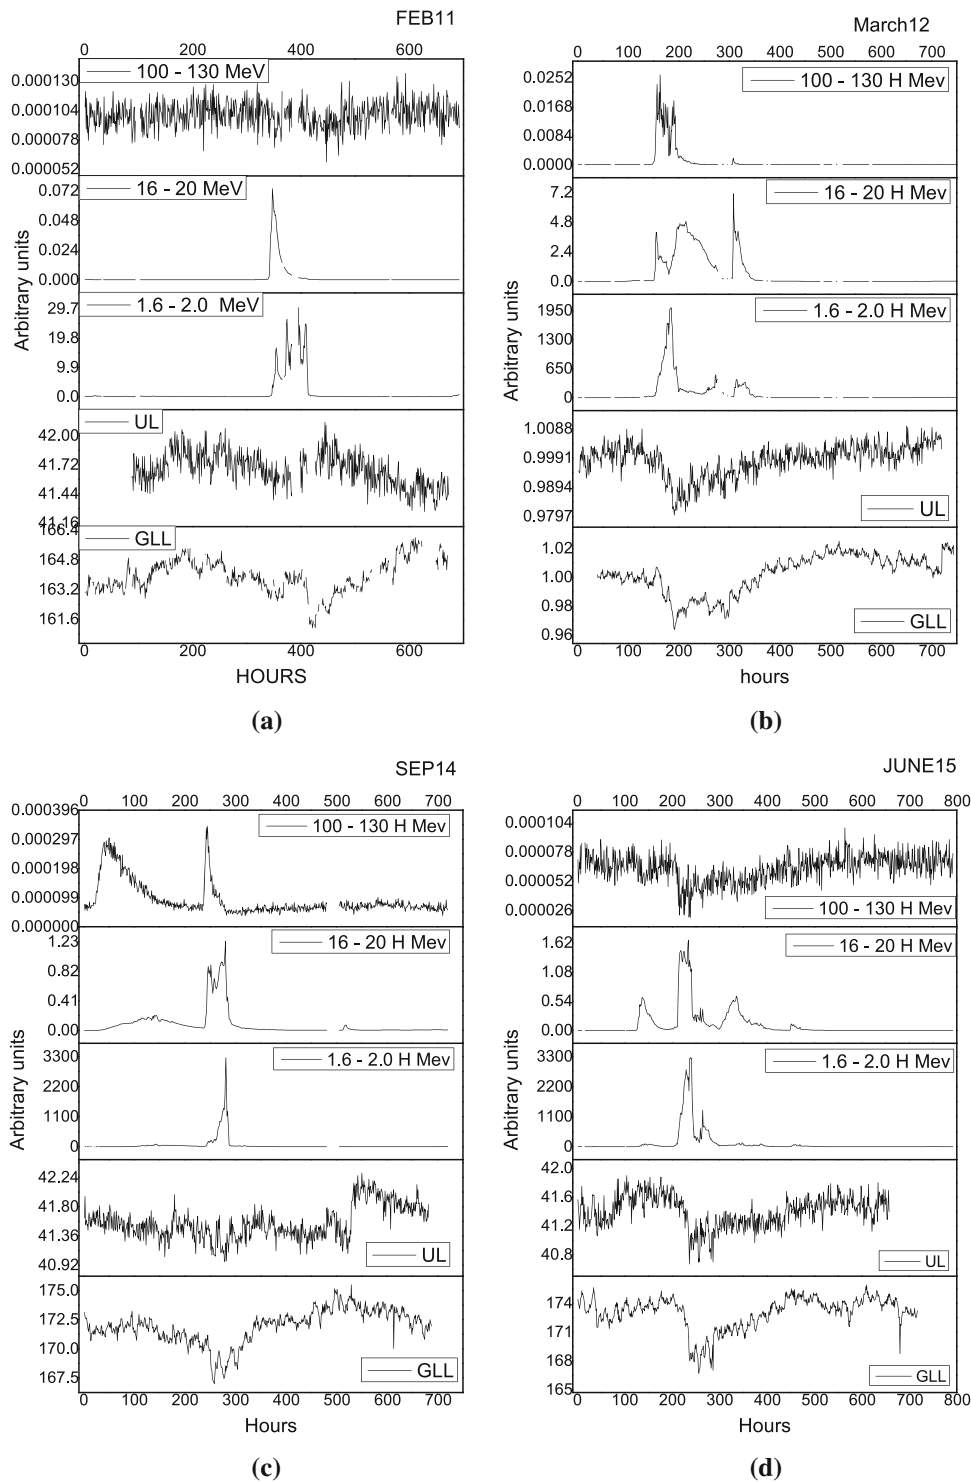 FEB11
0 200 400 600
0.000130
0.000104
0.000078
0.000052
100 - 130 MeV
0.072
0.048
0.024
0.000
16 - 20 MeV
29.7
19.8
9.9
0.0
1.6 - 2.0 MeV
42.00
41.72
41.44
41.16
UL
166.4
164.8
163.2
161.6
GLL
Arbitrary units
0 200 400 600
HOURS
(a)
March12
0 100 200 300 400 500 600 700
0.0252
0.0168
0.0084
0.0000
100 - 130 H Mev
7.2
4.8
2.4
0.0
16 - 20 H Mev
1950
1300
650
0
1.6 - 2.0 H Mev
1.0088
0.9991
0.9894
0.9797
UL
1.02
1.00
0.98
0.96
GLL
Arbitrary units
0 100 200 300 400 500 600 700
hours
(b)
SEP14
0 100 200 300 400 500 600 700
0.000396
0.000297
0.000198
0.000099
0.000000
100 - 130 H Mev
1.23
0.82
0.41
0.00
16 - 20 H Mev
3300
2200
1100
0
1.6 - 2.0 H Mev
42.24
41.80
41.36
40.92
UL
175.0
172.5
170.0
167.5
GLL
Arbitrary units
0 100 200 300 400 500 600 700
Hours
(c)
JUNE15
0 100 200 300 400 500 600 700 800
0.000104
0.000078
0.000052
0.000026
100 - 130 H Mev
1.62
1.08
0.54
0.00
16 - 20 H Mev
3300
2200
1100
0
1.6 - 2.0 H Mev
42.0
41.6
41.2
40.8
UL
174
171
168
165
GLL
Arbitrary units
0 100 200 300 400 500 600 700 800
Hours
(d)